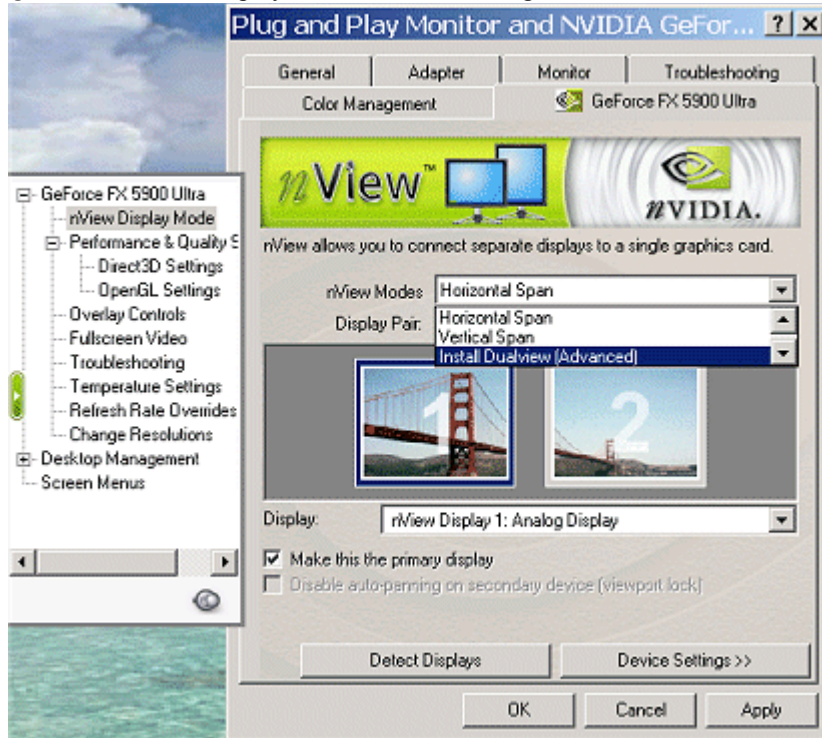 Plug and Play Monitor and NVIDIA GeFor... ? ×
General Adapter Monitor Troubleshooting
Color Management GeForce FX 5900 Ultra
nView™ nVIDIA.
nView allows you to connect separate displays to a single graphics card.
GeForce FX 5900 Ultra
nView Display Mode
Performance & Quality S
Direct3D Settings
OpenGL Settings
Overlay Controls
Fullscreen Video
Troubleshooting
Temperature Settings
Refresh Rate Overrides
Change Resolutions
Desktop Management
Screen Menus
nView Modes Horizontal Span
Display Pair: Horizontal Span
Vertical Span
Install Dualview (Advanced)
1 2
Display: nView Display 1: Analog Display
Make this the primary display
Disable auto-panning on secondary device (viewport lock)
Detect Displays Device Settings >>
OK Cancel Apply